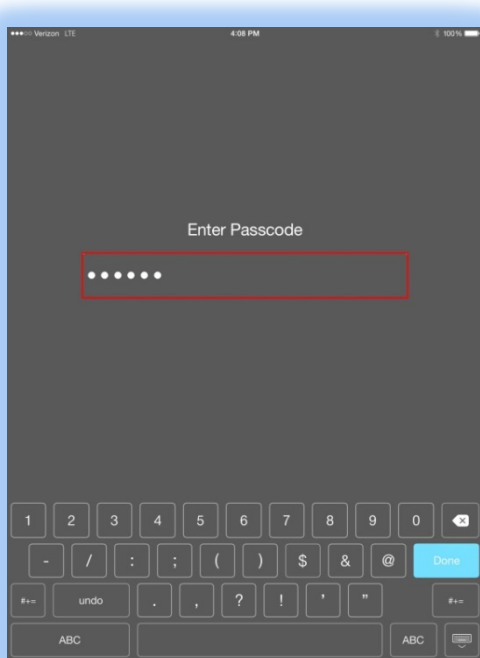 ●●●○○ Verizon LTE 4:08 PM 100%
Enter Passcode
●●●●●●
1 2 3 4 5 6 7 8 9 0
- / : ; ( ) $ & @ Done
#+= undo . , ? ! ' " #+=
ABC ABC